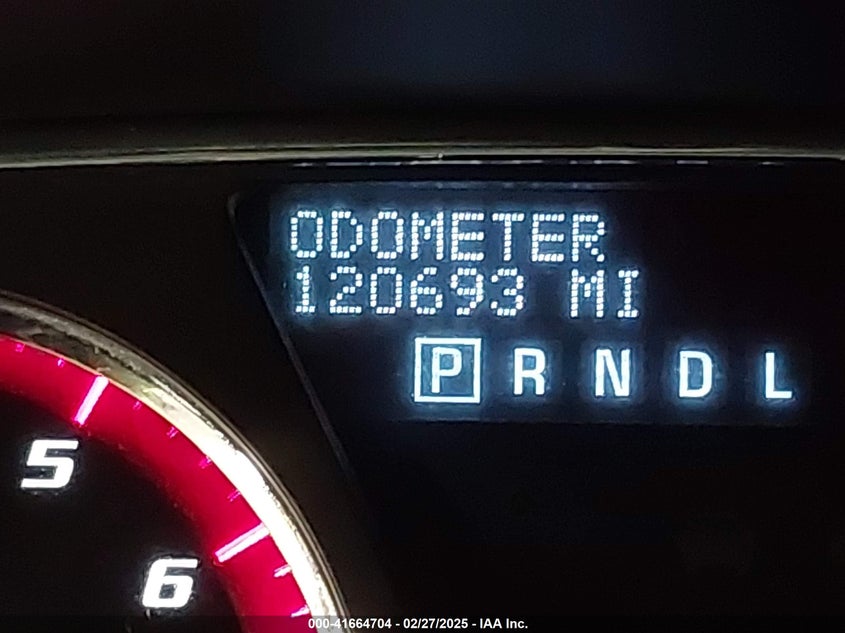 ODOMETER
120693 MI
P R N D L
5
6
000-41664704 - 02/27/2025 - IAA Inc.